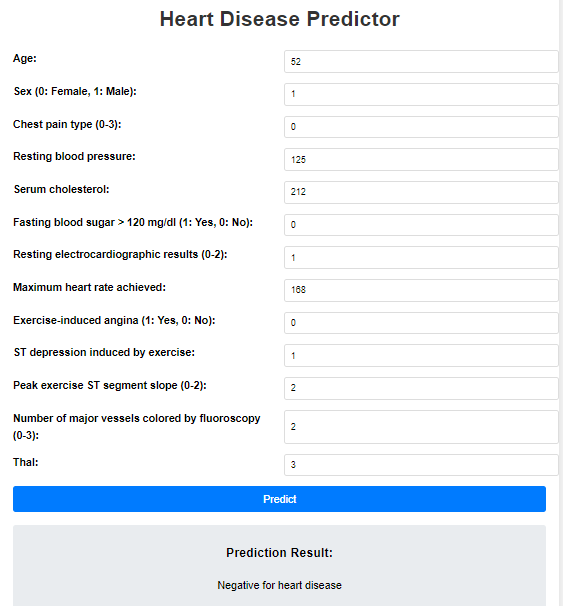 Heart Disease Predictor
Age: 52
Sex (0: Female, 1: Male): 1
Chest pain type (0-3): 0
Resting blood pressure: 125
Serum cholesterol: 212
Fasting blood sugar > 120 mg/dl (1: Yes, 0: No): 0
Resting electrocardiographic results (0-2): 1
Maximum heart rate achieved: 168
Exercise-induced angina (1: Yes, 0: No): 0
ST depression induced by exercise: 1
Peak exercise ST segment slope (0-2): 2
Number of major vessels colored by fluoroscopy
(0-3): 2
Thal: 3
Predict
Prediction Result:
Negative for heart disease